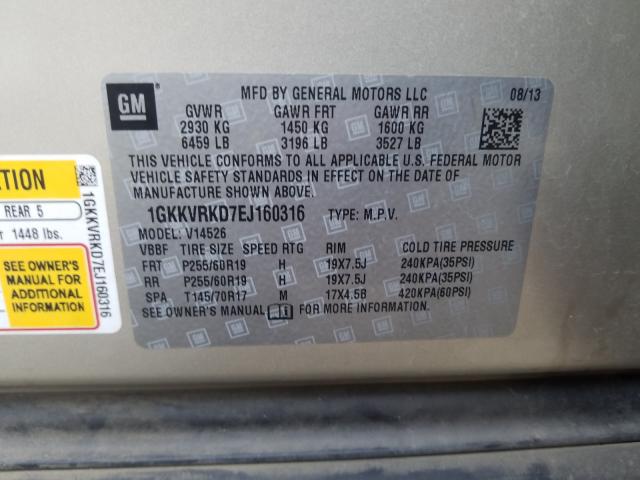 GM
MFD BY GENERAL MOTORS LLC 08/13
GVWR GAWR FRT GAWR RR
2930 KG 1450 KG 1600 KG
6459 LB 3196 LB 3527 LB
THIS VEHICLE CONFORMS TO ALL APPLICABLE U.S. FEDERAL MOTOR
VEHICLE SAFETY STANDARDS IN EFFECT ON THE DATE OF
MANUFACTURE SHOWN ABOVE.
1GKKVRKD7EJ160316 TYPE: M.P.V.
MODEL: V14526
VBBF TIRE SIZE SPEED RTG RIM COLD TIRE PRESSURE
FRT P255/60R19 H 19X7.5J 240KPA(35PSI)
RR P255/60R19 H 19X7.5J 240KPA(35PSI)
SPA T145/70R17 M 17X4.5B 420KPA(60PSI)
SEE OWNER'S MANUAL FOR MORE INFORMATION.
REAR 5
1448 lbs.
SEE OWNER'S
MANUAL FOR
ADDITIONAL
INFORMATION
1GKKVRKD7EJ160316